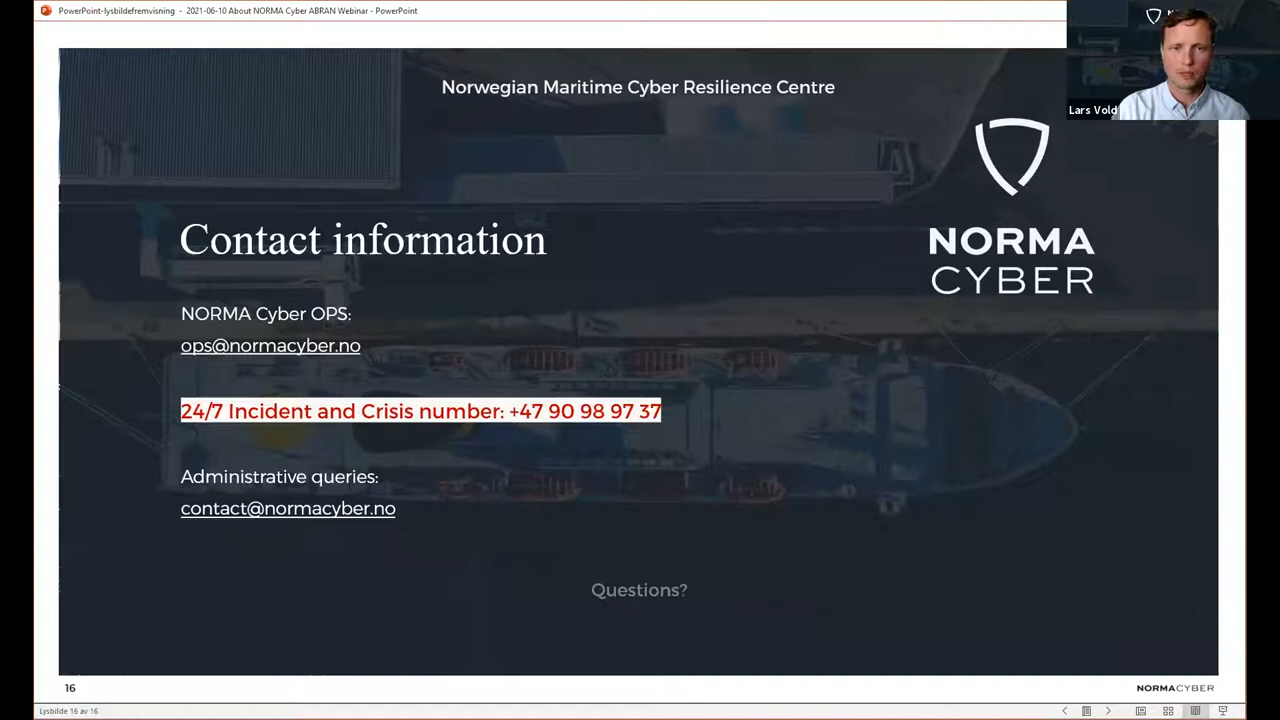 PowerPoint-lysbildefremvisning - 2021-06-10 About NORMA Cyber ABRAN Webinar - PowerPoint
Lars Vold
Norwegian Maritime Cyber Resilience Centre
NORMA
CYBER
Contact information
NORMA Cyber OPS:
ops@normacyber.no
24/7 Incident and Crisis number: +47 90 98 97 37
Administrative queries:
contact@normacyber.no
Questions?
16
NORMACYBER
Lysbilde 16 av 16